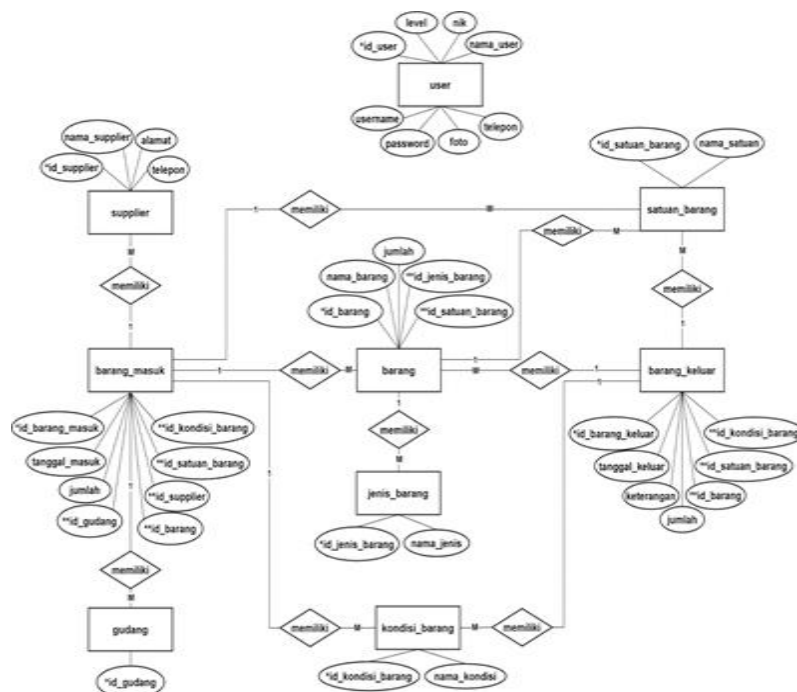 level
nik
*id_user
nama_user
user
username
telepon
password
foto
nama_supplier
alamat
*id_supplier
telepon
supplier
*id_satuan_barang
nama_satuan
satuan_barang
1
memiliki
M
memiliki
M
M
M
memiliki
memiliki
1
1
jumlah
nama_barang
**id_jenis_barang
*id_barang
**id_satuan_barang
barang_masuk
1
memiliki
M
barang
1
M
memiliki
1
1
barang_keluar
*id_barang_masuk
**id_kondisi_barang
tanggal_masuk
**id_satuan_barang
jumlah
**id_supplier
**id_gudang
**id_barang
1
1
1
memiliki
M
jenis_barang
*id_jenis_barang
nama_jenis
*id_barang_keluar
**id_kondisi_barang
tanggal_keluar
**id_satuan_barang
keterangan
**id_barang
jumlah
memiliki
M
gudang
*id_gudang
memiliki
M
kondisi_barang
M
memiliki
*id_kondisi_barang
nama_kondisi